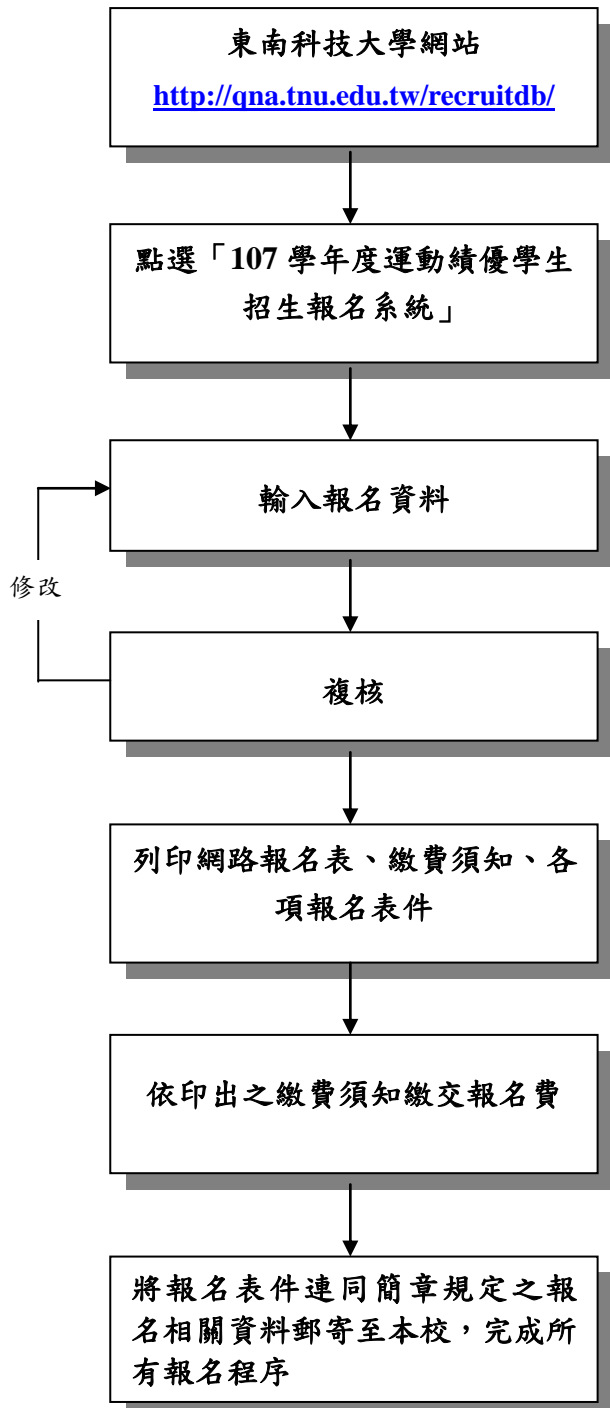 東南科技大學網站
http://qna.tnu.edu.tw/recruitdb/
點選「107 學年度運動績優學生
招生報名系統」
輸入報名資料
修改
複核
列印網路報名表、繳費須知、各
項報名表件
依印出之繳費須知繳交報名費
將報名表件連同簡章規定之報
名相關資料郵寄至本校，完成所
有報名程序